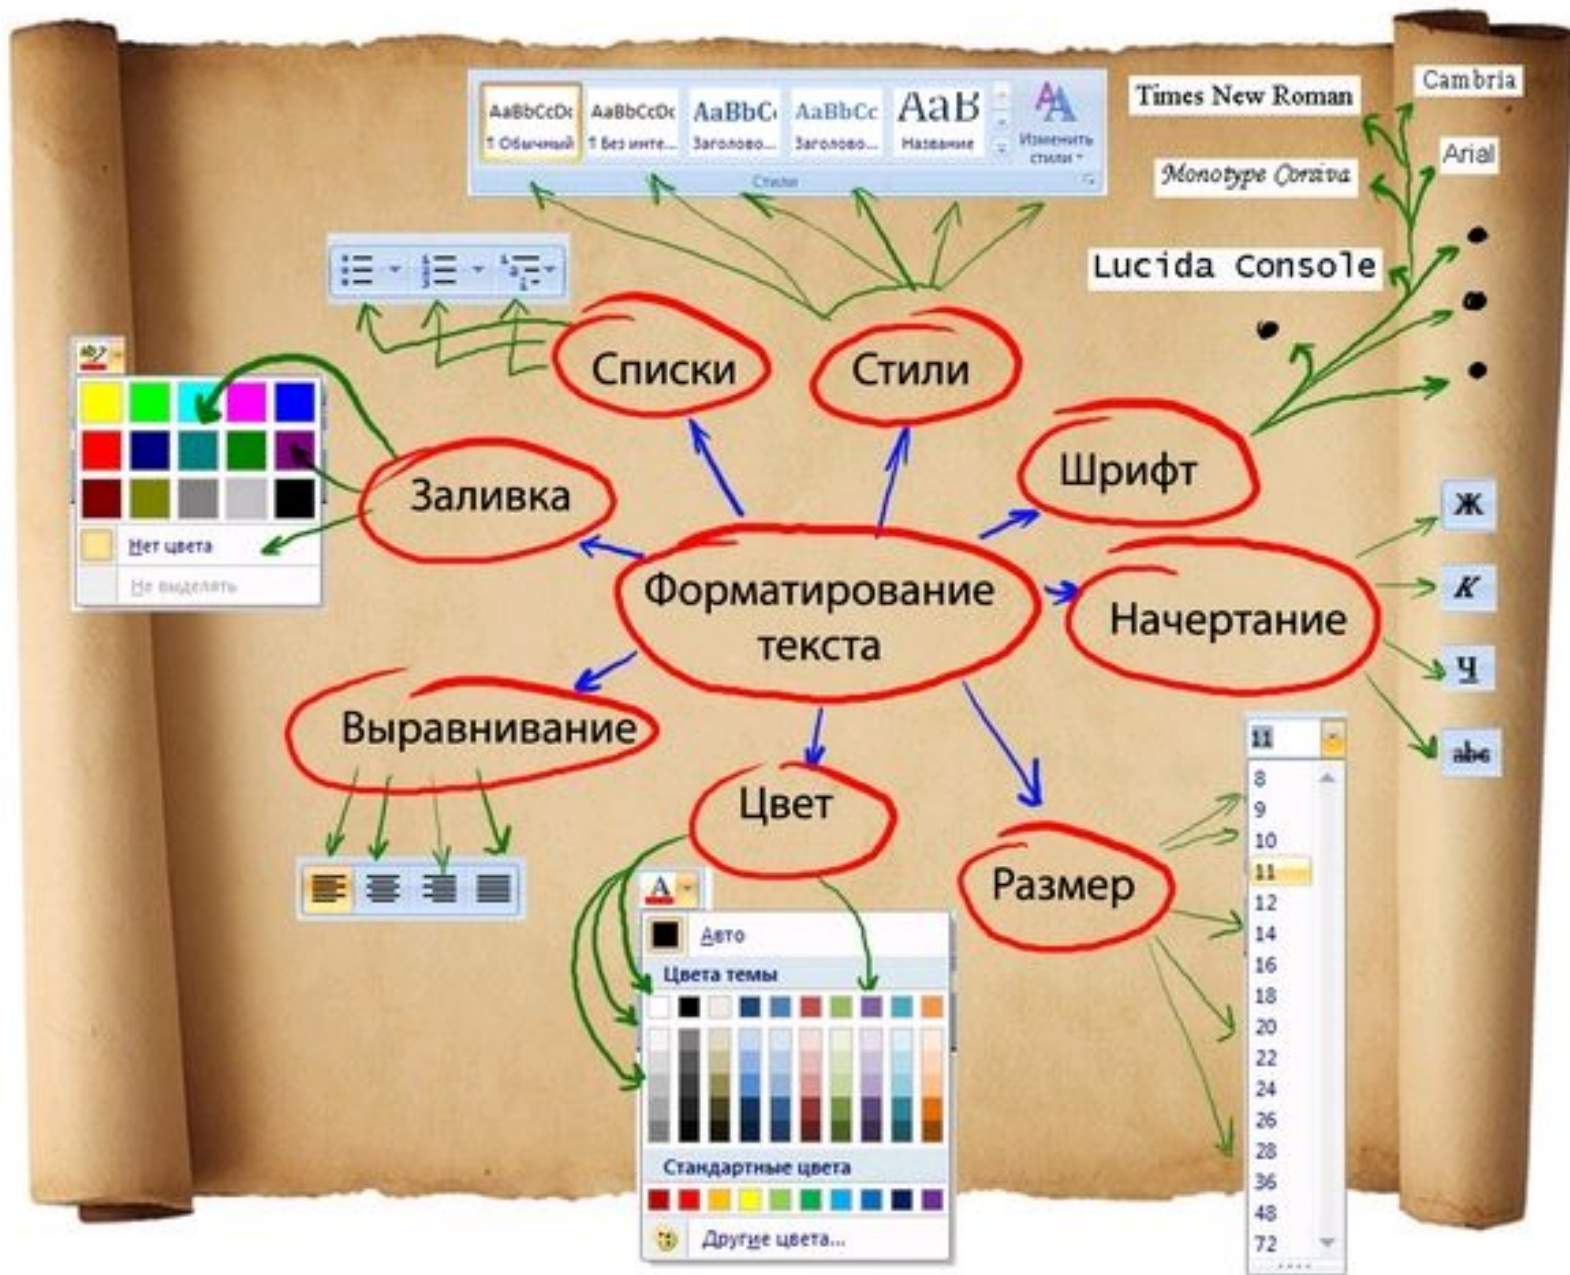 AaBbCcDc
AaBbCcDc
AaBbC
AaBbCc
AaB
¶ Обычный
¶ Без инте...
Заголово...
Заголово...
Название
Изменить
стили
Стили
Times New Roman
Cambria
Monotype Corsiva
Arial
Lucida Console
Списки
Стили
Шрифт
Заливка
Нет цвета
Не выделять
Форматирование
текста
Начертание
Ж
К
Ч
abc
Выравнивание
Цвет
Размер
А
Авто
Цвета темы
Стандартные цвета
Другие цвета...
11
8
9
10
11
12
14
16
18
20
22
24
26
28
36
48
72